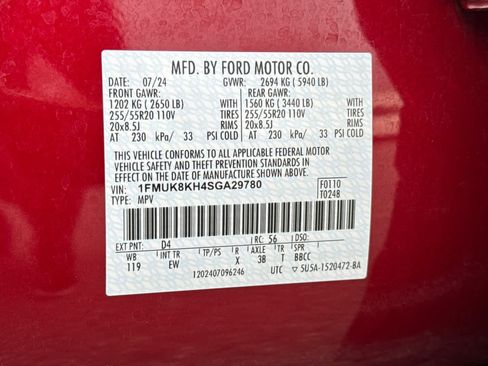 MFD. BY FORD MOTOR CO.
DATE: 07/24 GVWR: 2694 KG ( 5940 LB)
FRONT GAWR: REAR GAWR:
1202 KG ( 2650 LB) WITH 1560 KG ( 3440 LB) WITH
255/55R20 110V TIRES 255/55R20 110V TIRES
20x8.5J RIMS 20x8.5J RIMS
AT 230 kPa/ 33 PSI COLD AT 230 kPa/ 33 PSI COLD
THIS VEHICLE CONFORMS TO ALL APPLICABLE FEDERAL MOTOR
VEHICLE SAFETY AND THEFT PREVENTION STANDARDS IN
EFFECT ON THE DATE OF MANUFACTURE SHOWN ABOVE.
VIN: 1FMUK8KH4SGA29780 F0110
TYPE: MPV T0248
EXT PNT: D4 RC: 56 DSO:
WB INT TR TP/PS R AXLE TR SPR
119 EW X 3B T BBCC
1202407096246 UTC ▽ 5U5A-1520472-BA